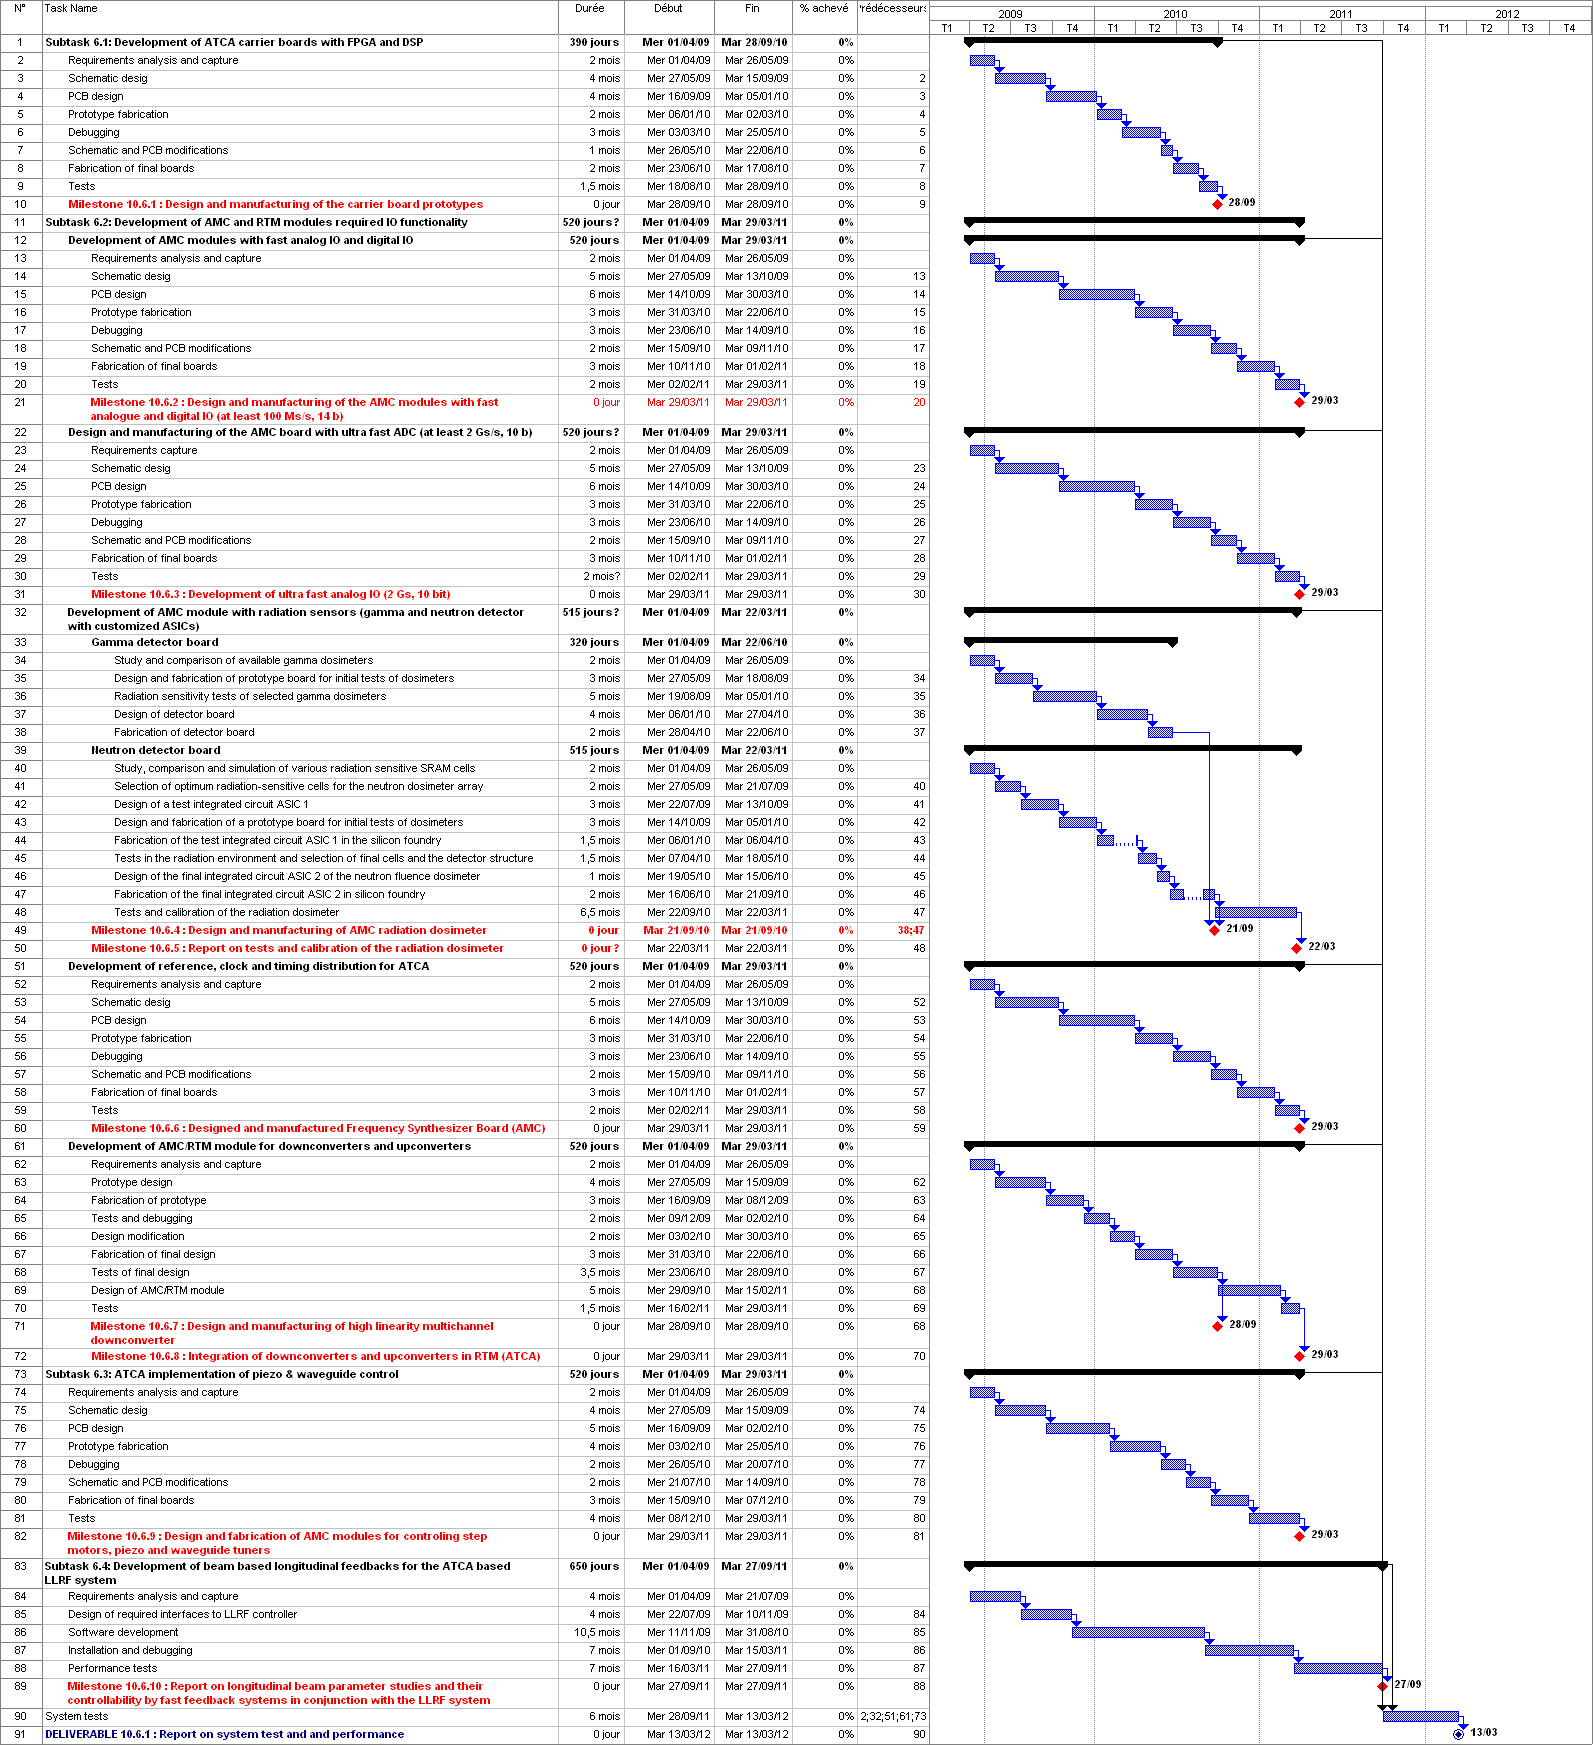 N° Task Name Durée Début Fin % achevé rédécesseurs 2009 2010 2011 2012
T1 T2 T3 T4 T1 T2 T3 T4 T1 T2 T3 T4 T1 T2 T3 T4
1 Subtask 6.1: Development of ATCA carrier boards with FPGA and DSP 390 jours Mer 01/04/09 Mar 28/09/10 0%
2 Requirements analysis and capture 2 mois Mer 01/04/09 Mar 26/05/09 0%
3 Schematic desig 4 mois Mer 27/05/09 Mar 15/09/09 0% 2
4 PCB design 4 mois Mer 16/09/09 Mar 05/01/10 0% 3
5 Prototype fabrication 2 mois Mer 06/01/10 Mar 02/03/10 0% 4
6 Debugging 3 mois Mer 03/03/10 Mar 25/05/10 0% 5
7 Schematic and PCB modifications 1 mois Mer 26/05/10 Mar 22/06/10 0% 6
8 Fabrication of final boards 2 mois Mer 23/06/10 Mar 17/08/10 0% 7
9 Tests 1,5 mois Mer 18/08/10 Mar 28/09/10 0% 8
10 Milestone 10.6.1 : Design and manufacturing of the carrier board prototypes 0 jour Mar 28/09/10 Mar 28/09/10 0% 9 28/09
11 Subtask 6.2: Development of AMC and RTM modules required IO functionality 520 jours? Mer 01/04/09 Mar 29/03/11 0%
12 Development of AMC modules with fast analog IO and digital IO 520 jours Mer 01/04/09 Mar 29/03/11 0%
13 Requirements analysis and capture 2 mois Mer 01/04/09 Mar 26/05/09 0%
14 Schematic desig 5 mois Mer 27/05/09 Mar 13/10/09 0% 13
15 PCB design 6 mois Mer 14/10/09 Mar 30/03/10 0% 14
16 Prototype fabrication 3 mois Mer 31/03/10 Mar 22/06/10 0% 15
17 Debugging 3 mois Mer 23/06/10 Mar 14/09/10 0% 16
18 Schematic and PCB modifications 2 mois Mer 15/09/10 Mar 09/11/10 0% 17
19 Fabrication of final boards 3 mois Mer 10/11/10 Mar 01/02/11 0% 18
20 Tests 2 mois Mer 02/02/11 Mar 29/03/11 0% 19
21 Milestone 10.6.2 : Design and manufacturing of the AMC modules with fast 0 jour Mar 29/03/11 Mar 29/03/11 0% 20 29/03
analogue and digital IO (at least 100 Ms/s, 14 b)
22 Design and manufacturing of the AMC board with ultra fast ADC (at least 2 Gs/s, 10 b) 520 jours? Mer 01/04/09 Mar 29/03/11 0%
23 Requirements capture 2 mois Mer 01/04/09 Mar 26/05/09 0%
24 Schematic desig 5 mois Mer 27/05/09 Mar 13/10/09 0% 23
25 PCB design 6 mois Mer 14/10/09 Mar 30/03/10 0% 24
26 Prototype fabrication 3 mois Mer 31/03/10 Mar 22/06/10 0% 25
27 Debugging 3 mois Mer 23/06/10 Mar 14/09/10 0% 26
28 Schematic and PCB modifications 2 mois Mer 15/09/10 Mar 09/11/10 0% 27
29 Fabrication of final boards 3 mois Mer 10/11/10 Mar 01/02/11 0% 28
30 Tests 2 mois? Mer 02/02/11 Mar 29/03/11 0% 29
31 Milestone 10.6.3 : Development of ultra fast analog IO (2 Gs, 10 bit) 0 mois Mar 29/03/11 Mar 29/03/11 0% 30 29/03
32 Development of AMC module with radiation sensors (gamma and neutron detector 515 jours? Mer 01/04/09 Mar 22/03/11 0%
with customized ASICs)
33 Gamma detector board 320 jours Mer 01/04/09 Mar 22/06/10 0%
34 Study and comparison of available gamma dosimeters 2 mois Mer 01/04/09 Mar 26/05/09 0%
35 Design and fabrication of prototype board for initial tests of dosimeters 3 mois Mer 27/05/09 Mar 18/08/09 0% 34
36 Radiation sensitivity tests of selected gamma dosimeters 5 mois Mer 19/08/09 Mar 05/01/10 0% 35
37 Design of detector board 4 mois Mer 06/01/10 Mar 27/04/10 0% 36
38 Fabrication of detector board 2 mois Mer 28/04/10 Mar 22/06/10 0% 37
39 Neutron detector board 515 jours Mer 01/04/09 Mar 22/03/11 0%
40 Study, comparison and simulation of various radiation sensitive SRAM cells 2 mois Mer 01/04/09 Mar 26/05/09 0%
41 Selection of optimum radiation-sensitive cells for the neutron dosimeter array 2 mois Mer 27/05/09 Mar 21/07/09 0% 40
42 Design of a test integrated circuit ASIC 1 3 mois Mer 22/07/09 Mar 13/10/09 0% 41
43 Design and fabrication of a prototype board for initial tests of dosimeters 3 mois Mer 14/10/09 Mar 05/01/10 0% 42
44 Fabrication of the test integrated circuit ASIC 1 in the silicon foundry 1,5 mois Mer 06/01/10 Mar 06/04/10 0% 43
45 Tests in the radiation environment and selection of final cells and the detector structure 1,5 mois Mer 07/04/10 Mar 18/05/10 0% 44
46 Design of the final integrated circuit ASIC 2 of the neutron fluence dosimeter 1 mois Mer 19/05/10 Mar 15/06/10 0% 45
47 Fabrication of the final integrated circuit ASIC 2 in silicon foundry 2 mois Mer 16/06/10 Mar 21/09/10 0% 46
48 Tests and calibration of the radiation dosimeter 6,5 mois Mer 22/09/10 Mar 22/03/11 0% 47
49 Milestone 10.6.4 : Design and manufacturing of AMC radiation dosimeter 0 jour Mar 21/09/10 Mar 21/09/10 0% 38;47 21/09
50 Milestone 10.6.5 : Report on tests and calibration of the radiation dosimeter 0 jour? Mar 22/03/11 Mar 22/03/11 0% 48 22/03
51 Development of reference, clock and timing distribution for ATCA 520 jours Mer 01/04/09 Mar 29/03/11 0%
52 Requirements analysis and capture 2 mois Mer 01/04/09 Mar 26/05/09 0%
53 Schematic desig 5 mois Mer 27/05/09 Mar 13/10/09 0% 52
54 PCB design 6 mois Mer 14/10/09 Mar 30/03/10 0% 53
55 Prototype fabrication 3 mois Mer 31/03/10 Mar 22/06/10 0% 54
56 Debugging 3 mois Mer 23/06/10 Mar 14/09/10 0% 55
57 Schematic and PCB modifications 2 mois Mer 15/09/10 Mar 09/11/10 0% 56
58 Fabrication of final boards 3 mois Mer 10/11/10 Mar 01/02/11 0% 57
59 Tests 2 mois Mer 02/02/11 Mar 29/03/11 0% 58
60 Milestone 10.6.6 : Designed and manufactured Frequency Synthesizer Board (AMC) 0 jour Mar 29/03/11 Mar 29/03/11 0% 59 29/03
61 Development of AMC/RTM module for downconverters and upconverters 520 jours Mer 01/04/09 Mar 29/03/11 0%
62 Requirements analysis and capture 2 mois Mer 01/04/09 Mar 26/05/09 0%
63 Prototype design 4 mois Mer 27/05/09 Mar 15/09/09 0% 62
64 Fabrication of prototype 3 mois Mer 16/09/09 Mar 08/12/09 0% 63
65 Tests and debugging 2 mois Mer 09/12/09 Mar 02/02/10 0% 64
66 Design modification 2 mois Mer 03/02/10 Mar 30/03/10 0% 65
67 Fabrication of final design 3 mois Mer 31/03/10 Mar 22/06/10 0% 66
68 Tests of final design 3,5 mois Mer 23/06/10 Mar 28/09/10 0% 67
69 Design of AMC/RTM module 5 mois Mer 29/09/10 Mar 15/02/11 0% 68
70 Tests 1,5 mois Mer 16/02/11 Mar 29/03/11 0% 69
71 Milestone 10.6.7 : Design and manufacturing of high linearity multichannel 0 jour Mar 28/09/10 Mar 28/09/10 0% 68 28/09
downconverter
72 Milestone 10.6.8 : Integration of downconverters and upconverters in RTM (ATCA) 0 jour Mar 29/03/11 Mar 29/03/11 0% 70 29/03
73 Subtask 6.3: ATCA implementation of piezo & waveguide control 520 jours Mer 01/04/09 Mar 29/03/11 0%
74 Requirements analysis and capture 2 mois Mer 01/04/09 Mar 26/05/09 0%
75 Schematic desig 4 mois Mer 27/05/09 Mar 15/09/09 0% 74
76 PCB design 5 mois Mer 16/09/09 Mar 02/02/10 0% 75
77 Prototype fabrication 4 mois Mer 03/02/10 Mar 25/05/10 0% 76
78 Debugging 2 mois Mer 26/05/10 Mar 20/07/10 0% 77
79 Schematic and PCB modifications 2 mois Mer 21/07/10 Mar 14/09/10 0% 78
80 Fabrication of final boards 3 mois Mer 15/09/10 Mar 07/12/10 0% 79
81 Tests 4 mois Mer 08/12/10 Mar 29/03/11 0% 80
82 Milestone 10.6.9 : Design and fabrication of AMC modules for controling step 0 jour Mar 29/03/11 Mar 29/03/11 0% 81 29/03
motors, piezo and waveguide tuners
83 Subtask 6.4: Development of beam based longitudinal feedbacks for the ATCA based 650 jours Mer 01/04/09 Mar 27/09/11 0%
LLRF system
84 Requirements analysis and capture 4 mois Mer 01/04/09 Mar 21/07/09 0%
85 Design of required interfaces to LLRF controller 4 mois Mer 22/07/09 Mar 10/11/09 0% 84
86 Software development 10,5 mois Mer 11/11/09 Mar 31/08/10 0% 85
87 Installation and debugging 7 mois Mer 01/09/10 Mar 15/03/11 0% 86
88 Performance tests 7 mois Mer 16/03/11 Mar 27/09/11 0% 87
89 Milestone 10.6.10 : Report on longitudinal beam parameter studies and their 0 jour Mar 27/09/11 Mar 27/09/11 0% 88 27/09
controllability by fast feedback systems in conjunction with the LLRF system
90 System tests 6 mois Mer 28/09/11 Mar 13/03/12 0% 2;32;51;61;73
91 DELIVERABLE 10.6.1 : Report on system test and and performance 0 jour Mar 13/03/12 Mar 13/03/12 0% 90 13/03